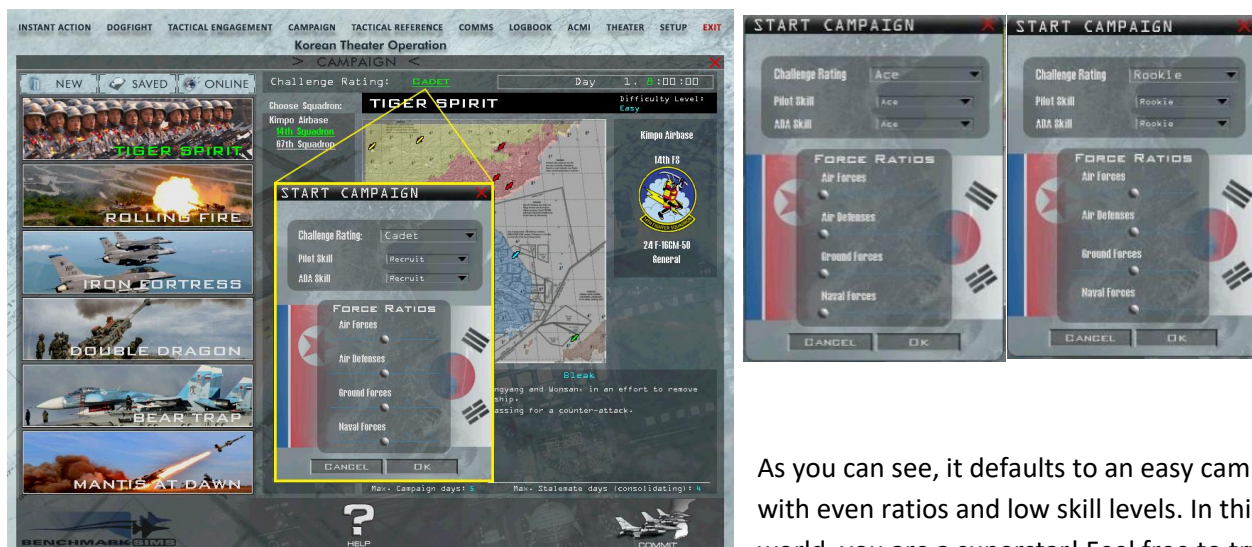 INSTANT ACTION DOGFIGHT TACTICAL ENGAGEMENT CAMPAIGN TACTICAL REFERENCE COMMS LOGBOOK ACMI THEATER SETUP EXIT
Korean Theater Operation
> CAMPAIGN <
NEW SAVED ONLINE
Challenge Rating: CADET
Day 1. 8:00:00
TIGER SPIRIT
ROLLING FIRE
IRON FORTRESS
DOUBLE DRAGON
BEAR TRAP
MANTIS AT DAWN
Choose Squadron:
Kimpo Airbase
14th Squadron
67th Squadron
TIGER SPIRIT
Difficulty Level:
Easy
Kimpo Airbase
14th FS
24 F-16CM-50
General
START CAMPAIGN
Challenge Rating: Cadet
Pilot Skill Recruit
ADA Skill Recruit
FORCE RATIOS
Air Forces
Air Defenses
Ground Forces
Naval Forces
CANCEL OK
Bleak
ngyang and Wonsan. in an effort to remove
ship.
assing for a counter-attack.
Max. Campaign days: 5 Max. Stalemate days (consolidating): 4
BENCHMARKSIMS
HELP
COMMIT
START CAMPAIGN
Challenge Rating Ace
Pilot Skill Ace
ADA Skill Ace
FORCE RATIOS
Air Forces
Air Defenses
Ground Forces
Naval Forces
CANCEL OK
START CAMPAIGN
Challenge Rating Rookie
Pilot Skill Rookie
ADA Skill Rookie
FORCE RATIOS
Air Forces
Air Defenses
Ground Forces
Naval Forces
CANCEL OK
As you can see, it defaults to an easy cam
with even ratios and low skill levels. In thi
world, you are a superstar! Feel free to tr